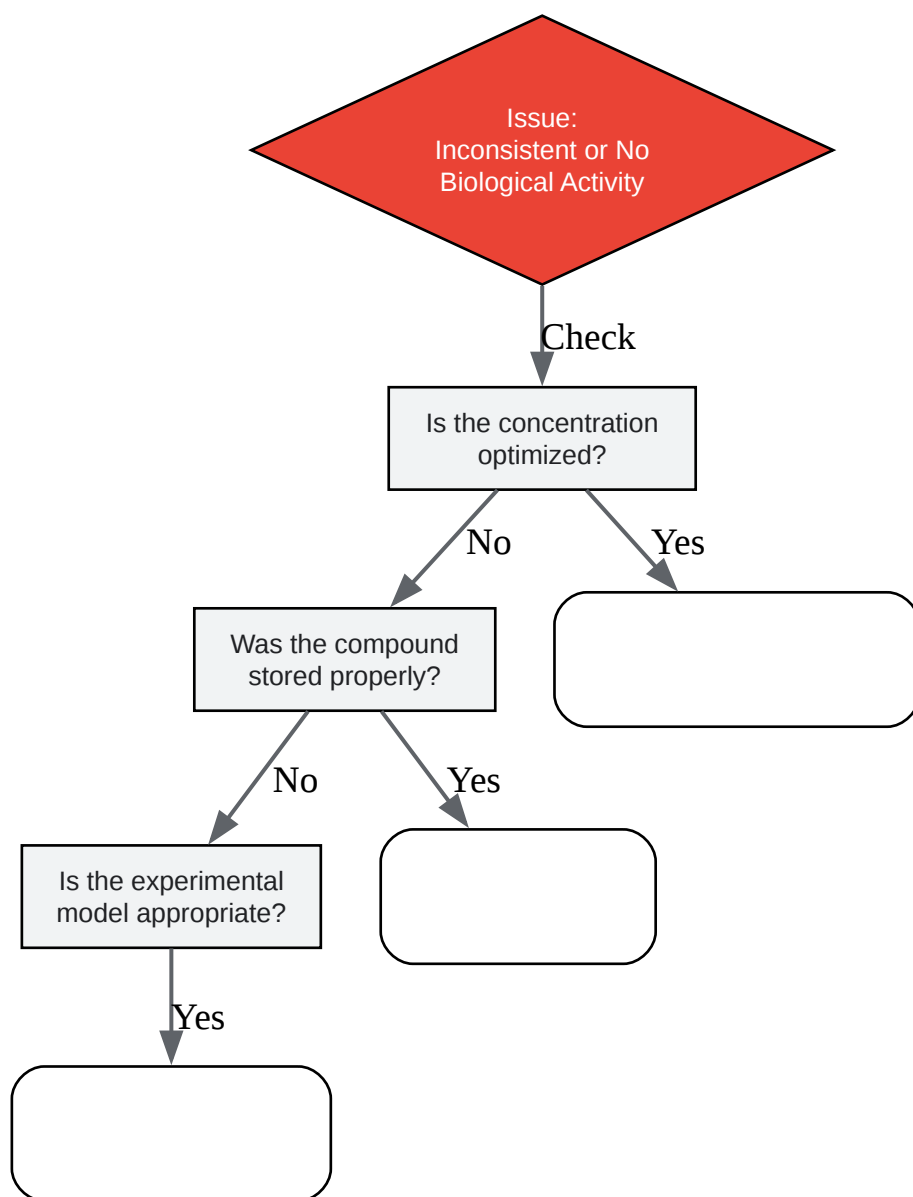 Issue:
Inconsistent or No
Biological Activity
Check
Is the concentration
optimized?
No
Yes
Was the compound
stored properly?
No
Yes
Is the experimental
model appropriate?
Yes